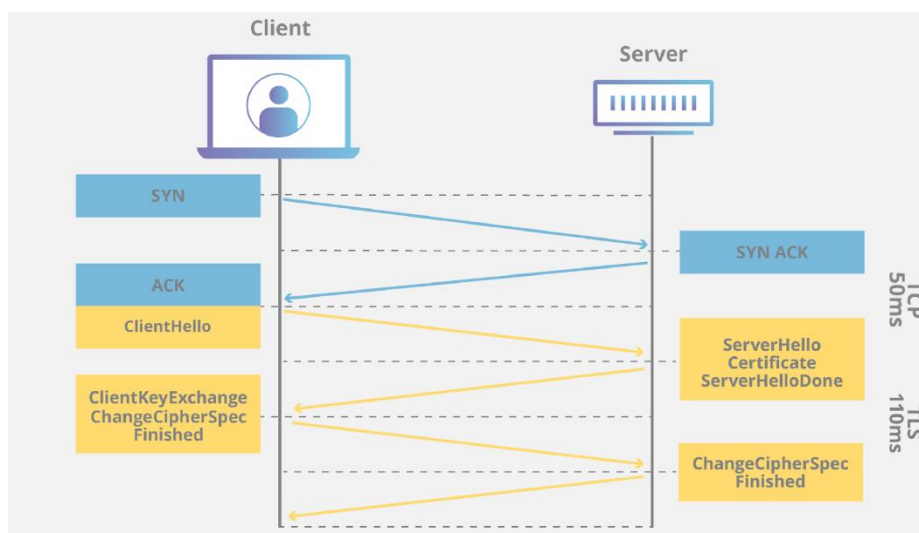 Client
Server
SYN
SYN ACK
ACK
TCP
50ms
ClientHello
ServerHello
Certificate
ServerHelloDone
ClientKeyExchange
ChangeCipherSpec
Finished
TLS
110ms
ChangeCipherSpec
Finished